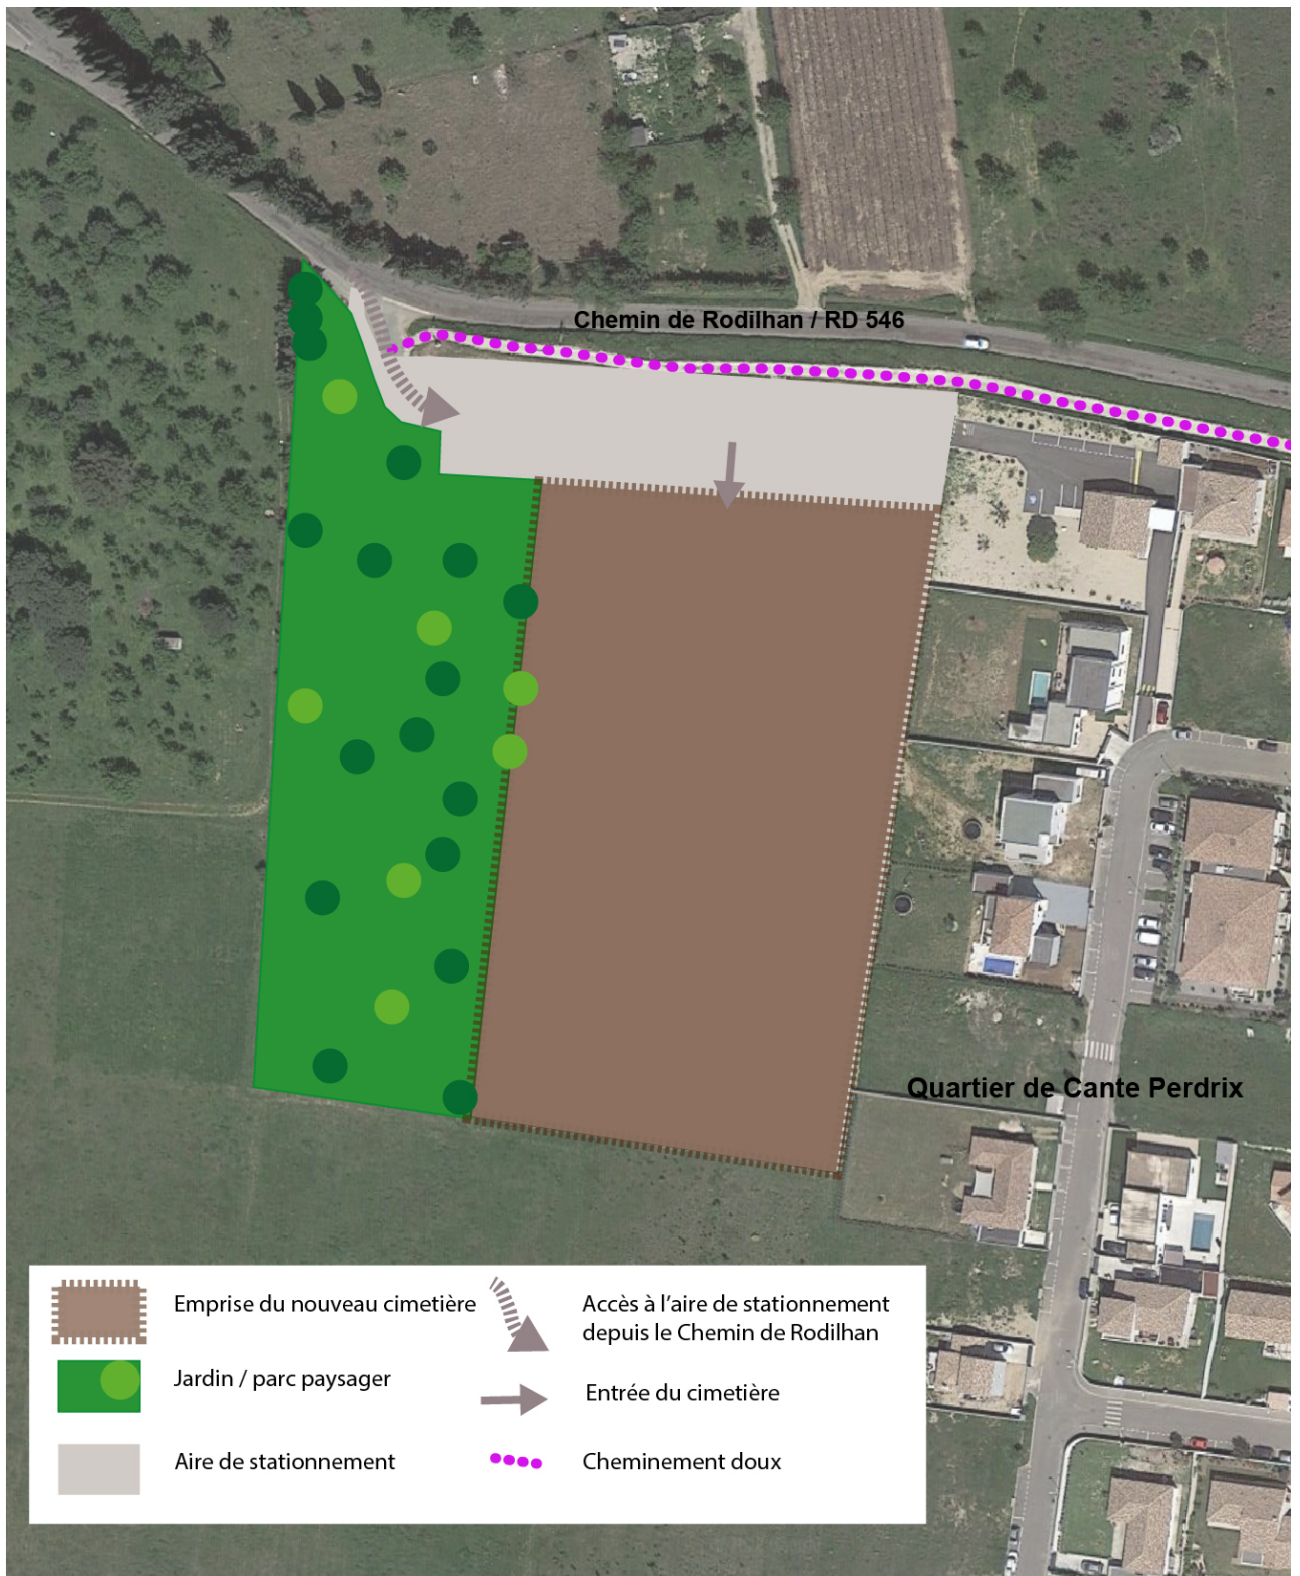 Chemin de Rodilhan / RD 546
Quartier de Cante Perdrix
Emprise du nouveau cimetière
Jardin / parc paysager
Aire de stationnement
Accès à l’aire de stationnement
depuis le Chemin de Rodilhan
Entrée du cimetière
Cheminement doux